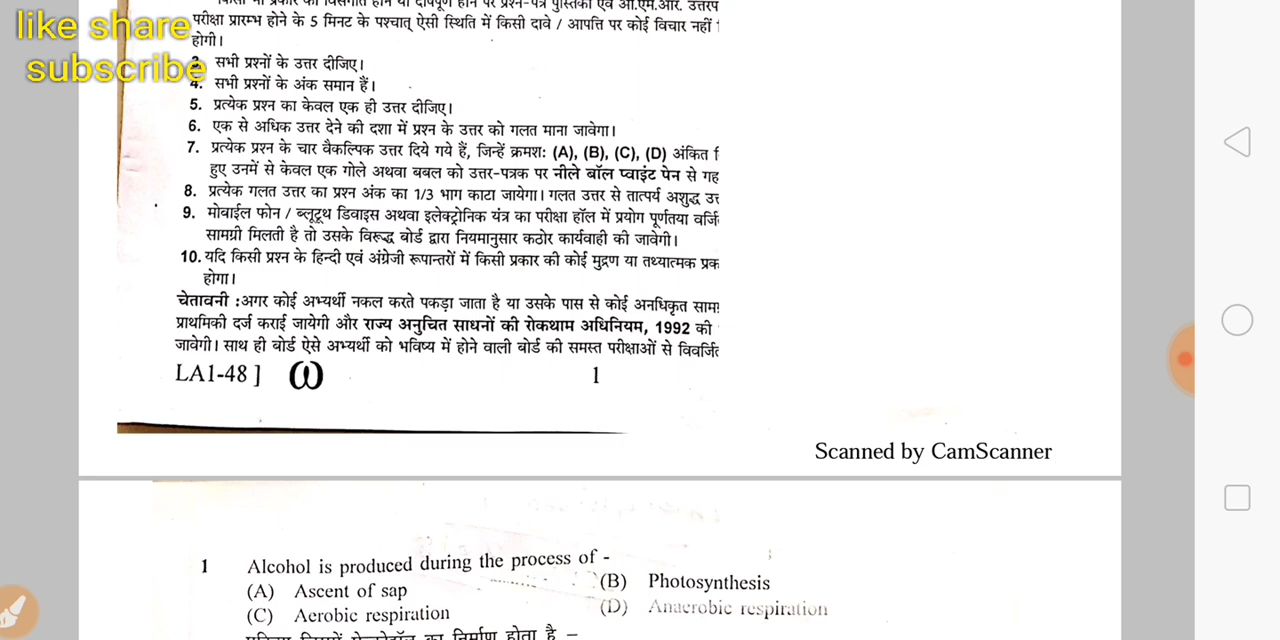 like share
subscribe
परीक्षा प्रारम्भ होने के 5 मिनट के पश्चात् ऐसी स्थिति में किसी दावे / आपत्ति पर कोई विचार नहीं
होगी।
3. सभी प्रश्नों के उत्तर दीजिए।
4. सभी प्रश्नों के अंक समान हैं।
5. प्रत्येक प्रश्न का केवल एक ही उत्तर दीजिए।
6. एक से अधिक उत्तर देने की दशा में प्रश्न के उत्तर को गलत माना जावेगा।
7. प्रत्येक प्रश्न के चार वैकल्पिक उत्तर दिये गये हैं, जिन्हें क्रमश: (A), (B), (C), (D) अंकित
हुए उनमें से केवल एक गोले अथवा बबल को उत्तर-पत्रक पर नीले बॉल प्वाइंट पेन से
8. प्रत्येक गलत उत्तर का प्रश्न अंक का 1/3 भाग काटा जायेगा। गलत उत्तर से तात्पर्य अशुद्ध
9. मोबाईल फोन / ब्लूटूथ डिवाइस अथवा इलेक्ट्रोनिक यंत्र का परीक्षा हॉल में प्रयोग पूर्णतया
सामग्री मिलती है तो उसके विरूद्ध बोर्ड द्वारा नियमानुसार कठोर कार्यवाही की जावेगी।
10. यदि किसी प्रश्न के हिन्दी एवं अंग्रेजी रूपान्तरों में किसी प्रकार की कोई मुद्रण या तथ्यात्मक
होगा।
चेतावनी :अगर कोई अभ्यर्थी नकल करते पकड़ा जाता है या उसके पास से कोई अनधिकृत
प्राथमिकी दर्ज कराई जायेगी और राज्य अनुचित साधनों की रोकथाम अधिनियम, 1992 की
जावेगी। साथ ही बोर्ड ऐसे अभ्यर्थी को भविष्य में होने वाली बोर्ड की समस्त परीक्षाओं से
LA1-48 ] ω 1
Scanned by CamScanner
1 Alcohol is produced during the process of -
(A) Ascent of sap (B) Photosynthesis
(C) Aerobic respiration (D) Anaerobic respiration